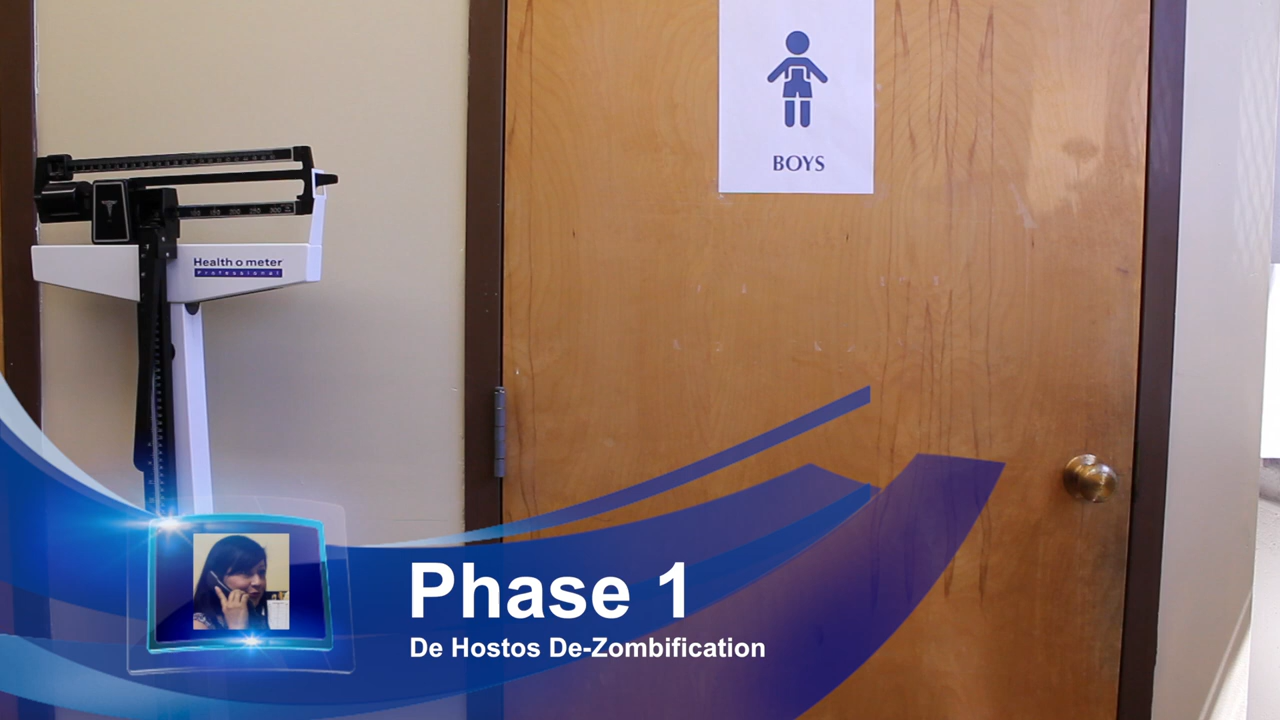 BOYS
Health o meter
Professional
Phase 1
De Hostos De-Zombification